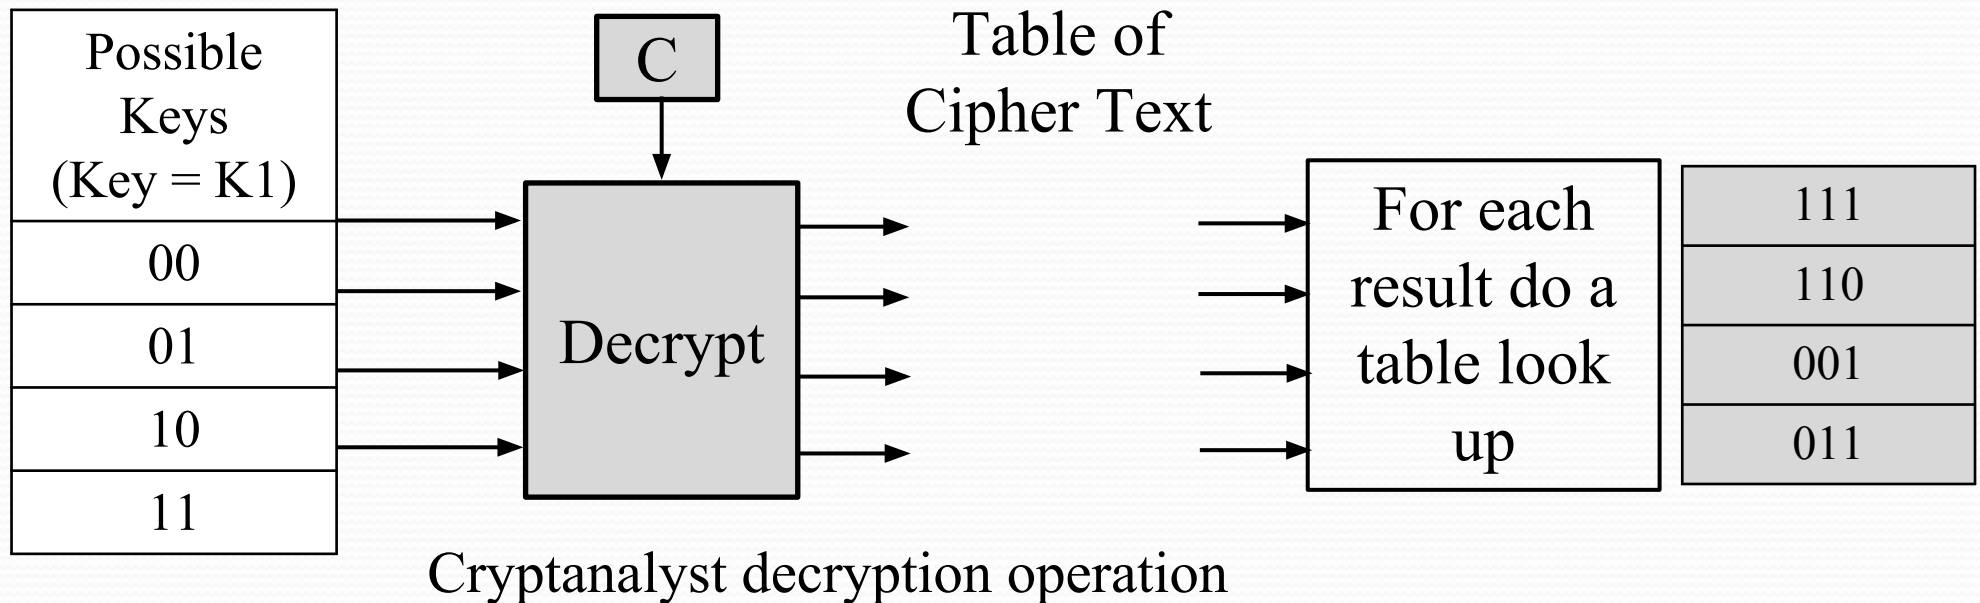 Possible
Keys
(Key = K1)
00
01
10
11
C
Decrypt
Table of
Cipher Text
For each
result do a
table look
up
111
110
001
011
Cryptanalyst decryption operation